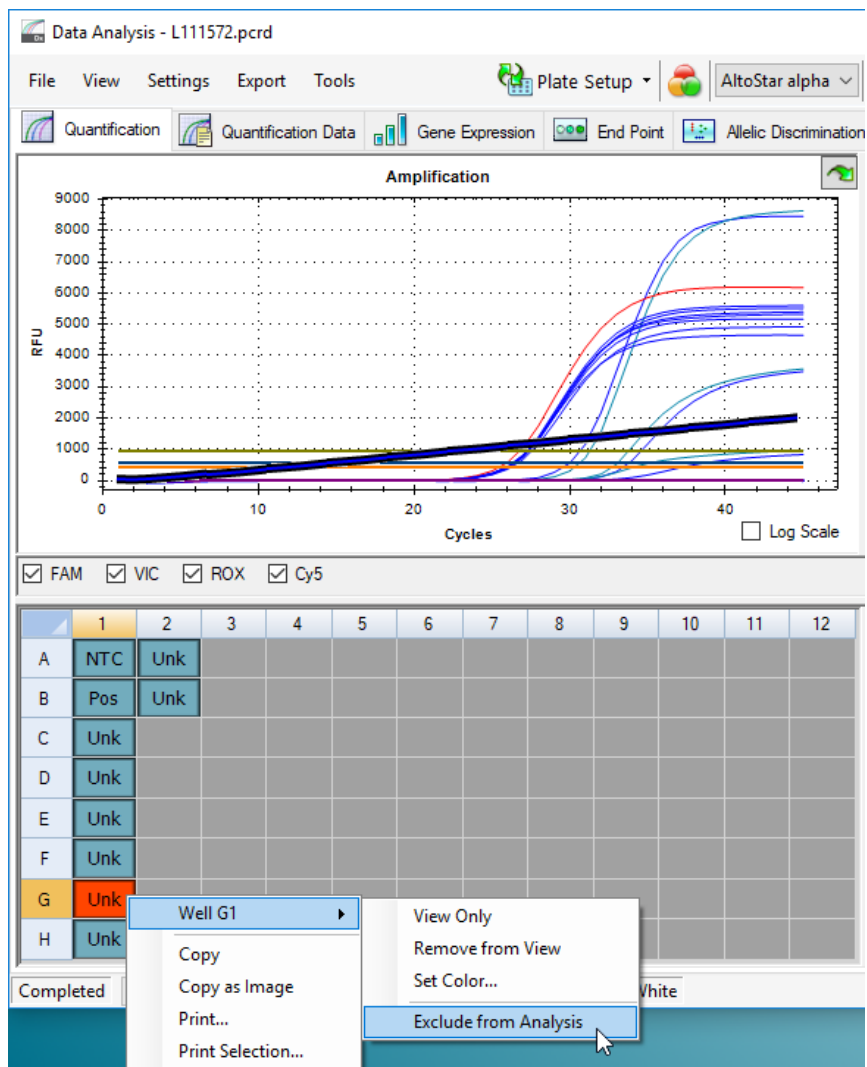 Data Analysis - L111572.pcrd
File View Settings Export Tools Plate Setup AltoStar alpha
Quantification Quantification Data Gene Expression End Point Allelic Discrimination
Amplification
9000
8000
7000
6000
5000
4000
3000
2000
1000
0
RFU
0 10 20 30 40
Cycles
Log Scale
FAM VIC ROX Cy5
1 2 3 4 5 6 7 8 9 10 11 12
A NTC Unk
B Pos Unk
C Unk
D Unk
E Unk
F Unk
G Unk
H Unk
Well G1
Copy
Copy as Image
Print...
Print Selection...
View Only
Remove from View
Set Color...
Exclude from Analysis
Completed